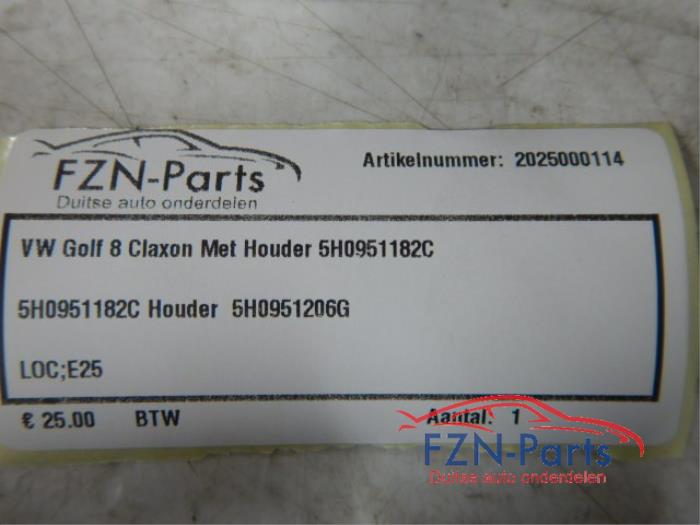 FZN-Parts
Duitse auto onderdelen
Artikelnummer: 2025000114
VW Golf 8 Claxon Met Houder 5H0951182C
5H0951182C Houder 5H0951206G
LOC;E25
€ 25.00 BTW Aantal: 1
FZN-Parts
Duitse auto onderdelen